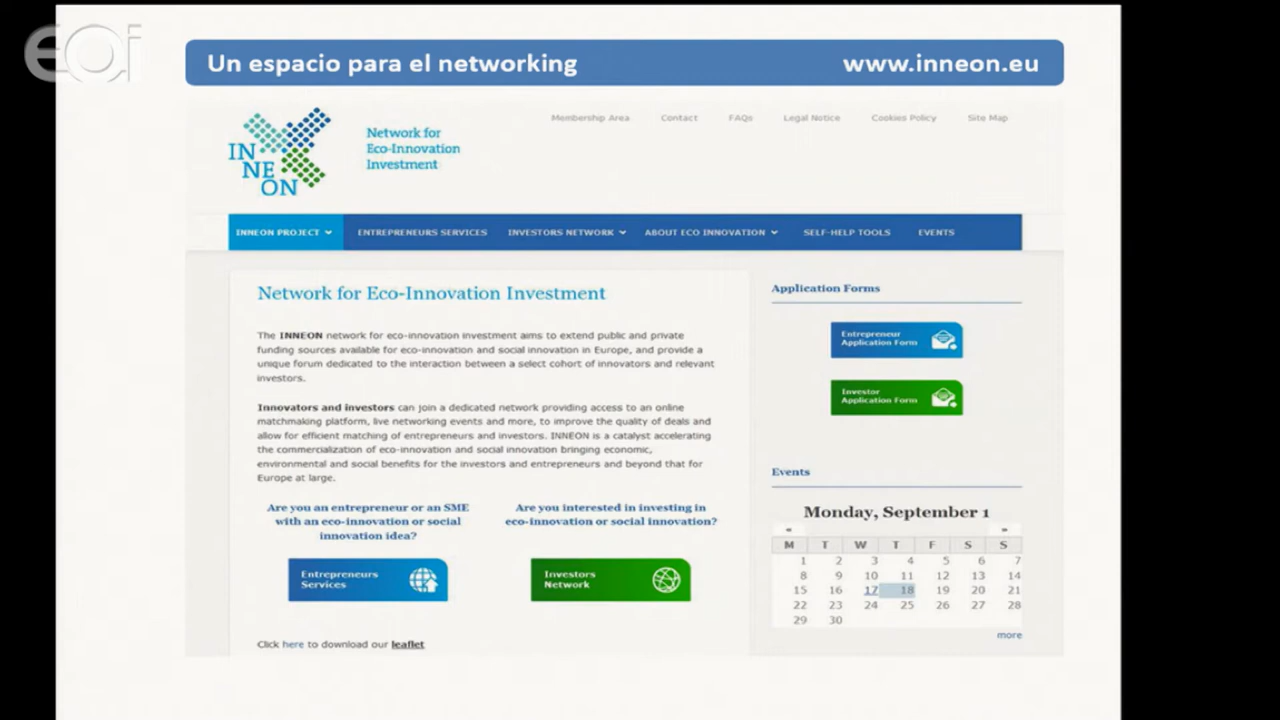 eoi
Un espacio para el networking
www.inneon.eu
Membership Area Contact FAQs Legal Notice Cookies Policy Site Map
IN
NE
ON
Network for
Eco-Innovation
Investment
INNEON PROJECT ENTREPRENEURS SERVICES INVESTORS NETWORK ABOUT ECO INNOVATION SELF-HELP TOOLS EVENTS
Network for Eco-Innovation Investment
The INNEON network for eco-innovation investment aims to extend public and private
funding sources available for eco-innovation and social innovation in Europe, and provide a
unique forum dedicated to the interaction between a select cohort of innovators and relevant
investors.
Innovators and investors can join a dedicated network providing access to an online
matchmaking platform, live networking events and more, to improve the quality of deals and
allow for efficient matching of entrepreneurs and investors. INNEON is a catalyst accelerating
the commercialization of eco-innovation and social innovation bringing economic,
environmental and social benefits for the investors and entrepreneurs and beyond that for
Europe at large.
Are you an entrepreneur or an SME
with an eco-innovation or social
innovation idea?
Entrepreneurs
Services
Are you interested in investing in
eco-innovation or social innovation?
Investors
Network
Click here to download our leaflet
Application Forms
Entrepreneur
Application Form
Investor
Application Form
Events
Monday, September 1
« »
M T W T F S S
1 2 3 4 5 6 7
8 9 10 11 12 13 14
15 16 17 18 19 20 21
22 23 24 25 26 27 28
29 30
more